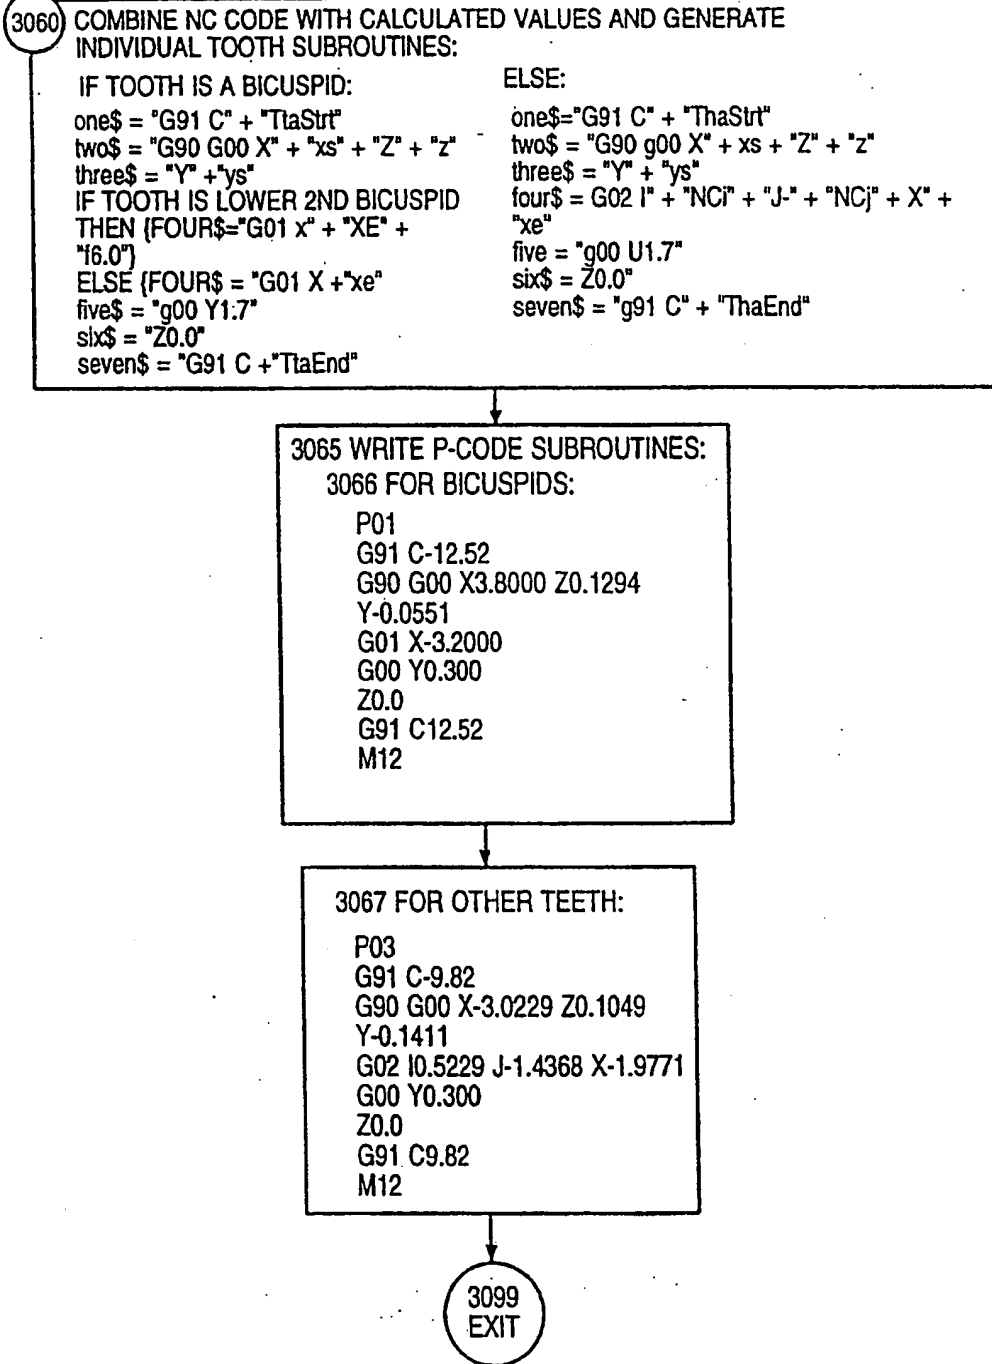 3060 COMBINE NC CODE WITH CALCULATED VALUES AND GENERATE
INDIVIDUAL TOOTH SUBROUTINES:
IF TOOTH IS A BICUSPID:
one$ = "G91 C" + "TtaStrt"
two$ = "G90 G00 X" + "xs" + "Z" + "z"
three$ = "Y" +"ys"
IF TOOTH IS LOWER 2ND BICUSPID
THEN {FOUR$="G01 x" + "XE" +
"f6.0"}
ELSE {FOUR$ = "G01 X +"xe"
five$ = "g00 Y1.7"
six$ = "Z0.0"
seven$ = "G91 C +"TtaEnd"
ELSE:
one$="G91 C" + "ThaStrt"
two$ = "G90 g00 X" + xs + "Z" + "z"
three$ = "Y" + "ys"
four$ = G02 I" + "NCi" + "J-" + "NCj" + X" +
"xe"
five = "g00 U1.7"
six$ = Z0.0"
seven$ = "g91 C" + "ThaEnd"
3065 WRITE P-CODE SUBROUTINES:
3066 FOR BICUSPIDS:
P01
G91 C-12.52
G90 G00 X3.8000 Z0.1294
Y-0.0551
G01 X-3.2000
G00 Y0.300
Z0.0
G91 C12.52
M12
3067 FOR OTHER TEETH:
P03
G91 C-9.82
G90 G00 X-3.0229 Z0.1049
Y-0.1411
G02 I0.5229 J-1.4368 X-1.9771
G00 Y0.300
Z0.0
G91 C9.82
M12
3099
EXIT